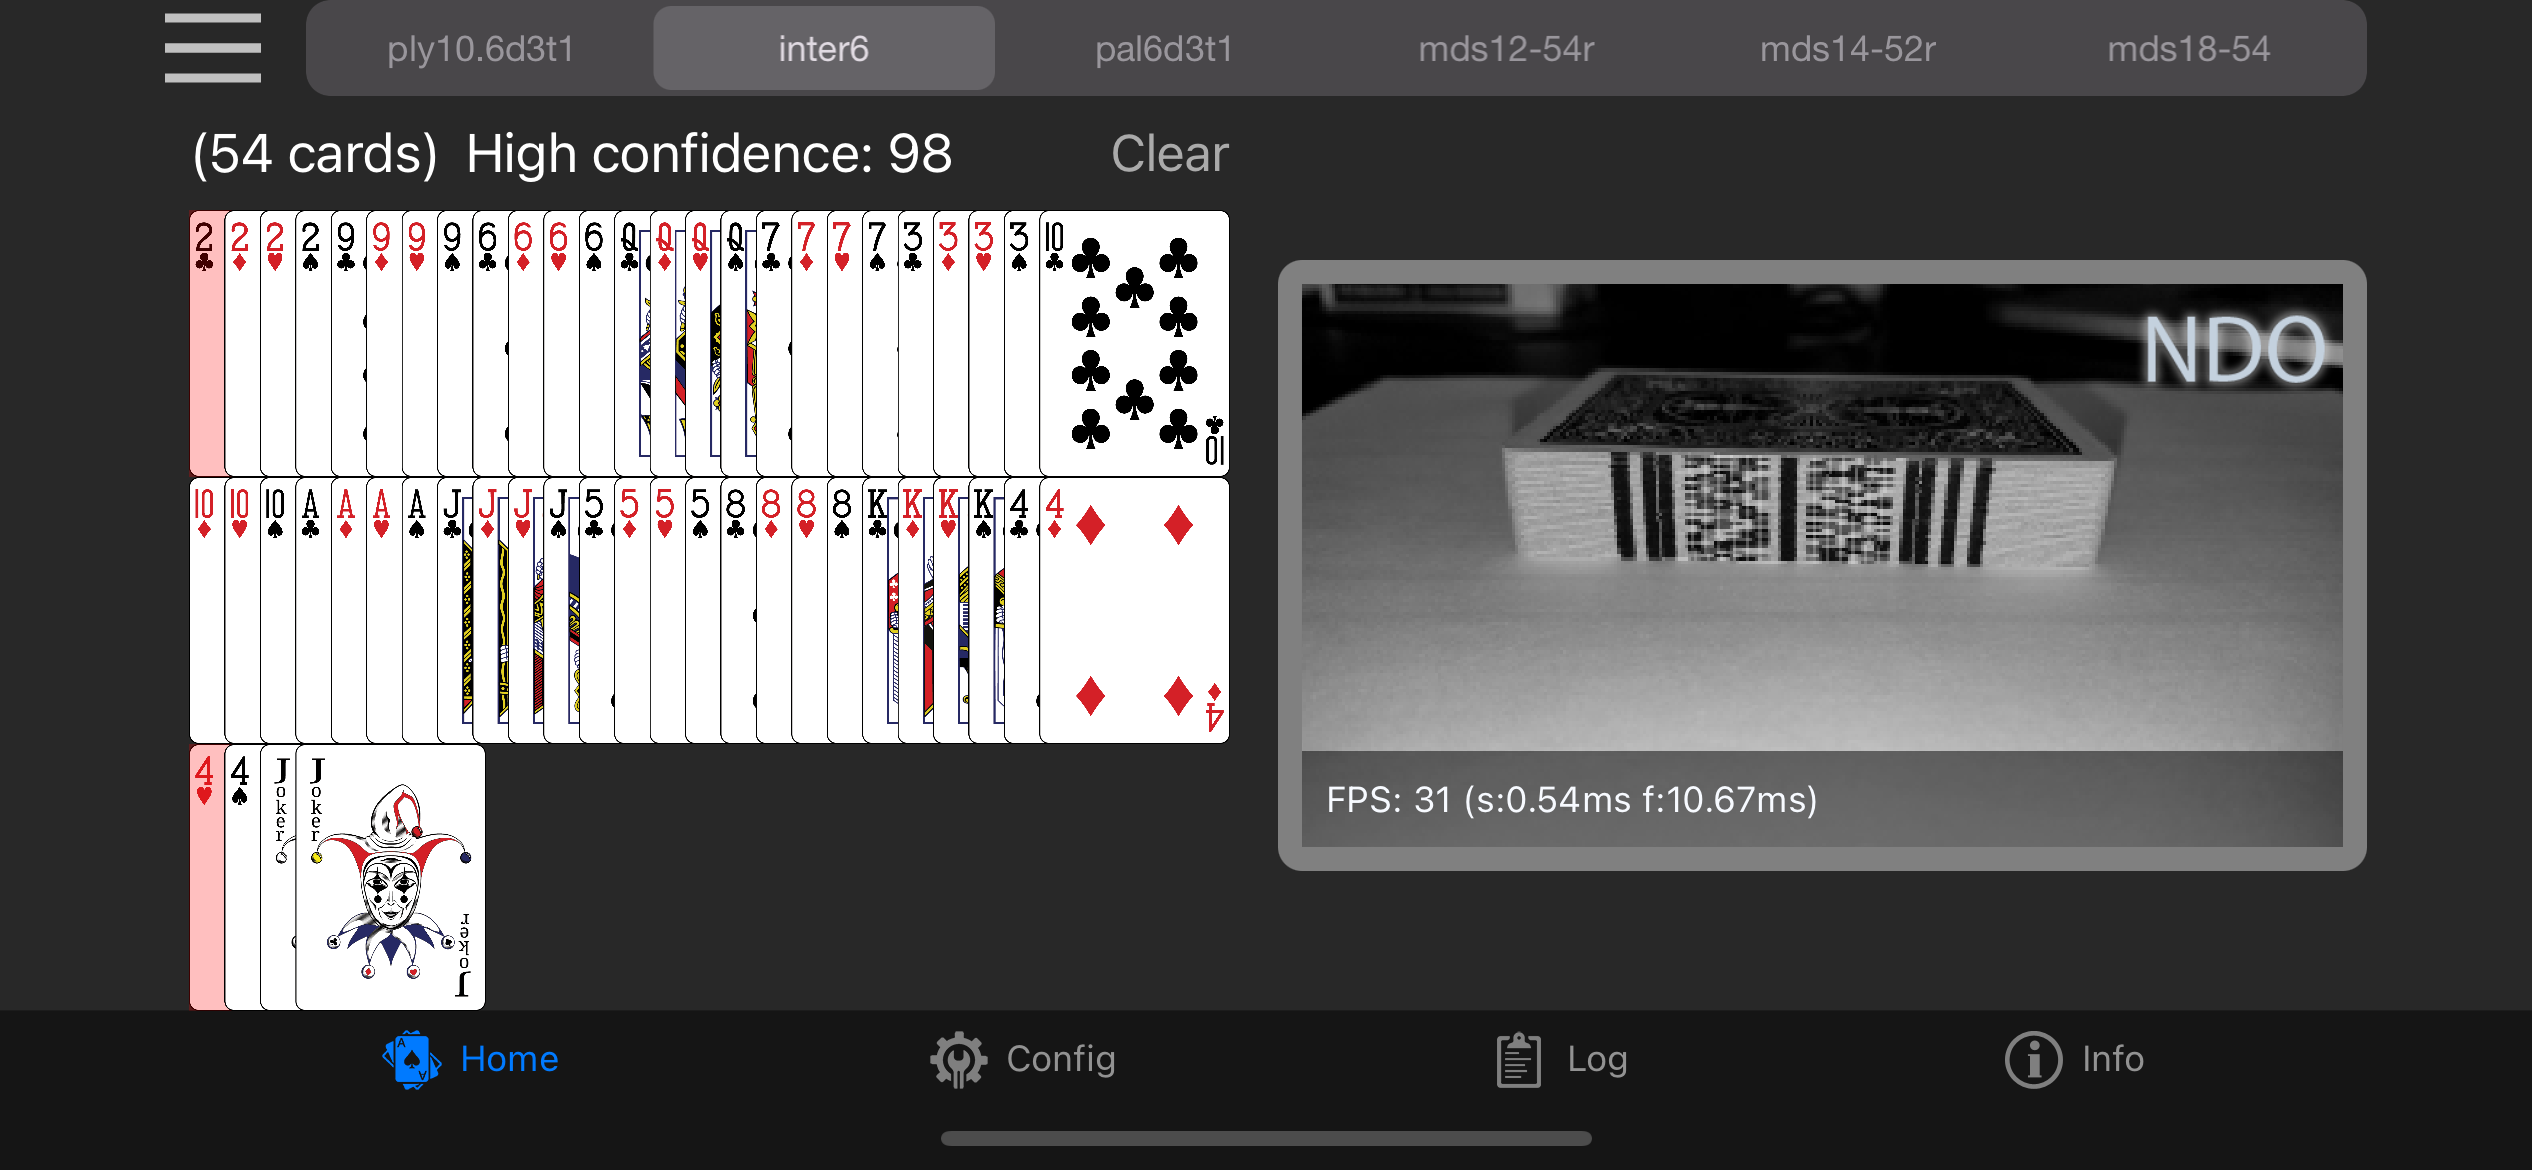 ply10.6d3t1 inter6 pal6d3t1 mds12-54r mds14-52r mds18-54
(54 cards) High confidence: 98 Clear
2 2 2 2 9 9 9 9 6 6 6 6 Q Q Q Q 7 7 7 7 3 3 3 3 10
10
NDO
10 10 10 A A A A J J J J 5 5 5 5 8 8 8 8 K K K K 4 4
4
FPS: 31 (s:0.54ms f:10.67ms)
4 4 Joker Joker
Joker
Home Config Log Info